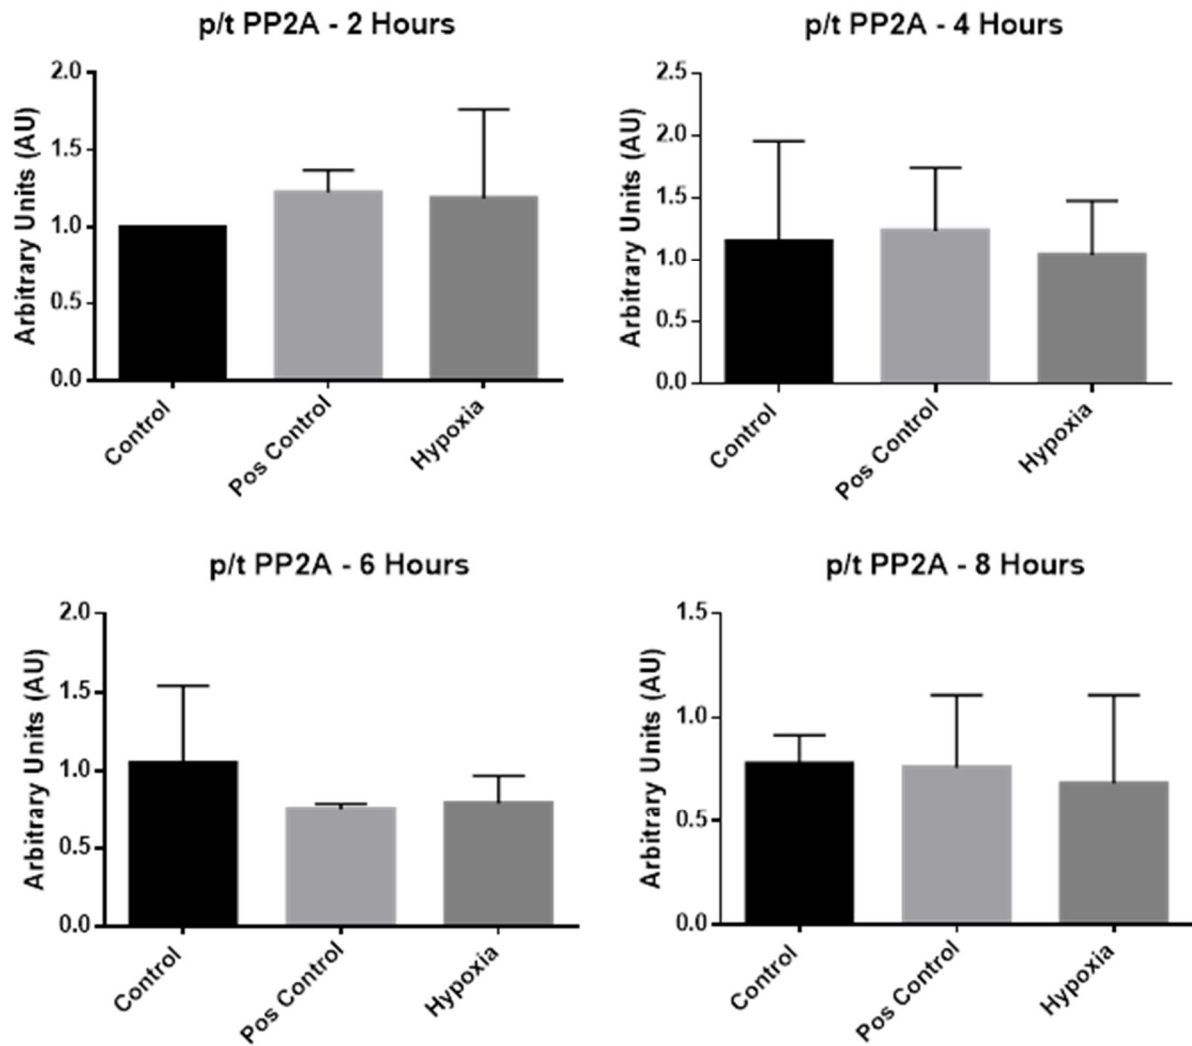 p/t PP2A - 2 Hours
Arbitrary Units (AU)
2.0
1.5
1.0
0.5
0.0
Control
Pos Control
Hypoxia
p/t PP2A - 4 Hours
Arbitrary Units (AU)
2.5
2.0
1.5
1.0
0.5
0.0
Control
Pos Control
Hypoxia
p/t PP2A - 6 Hours
Arbitrary Units (AU)
2.0
1.5
1.0
0.5
0.0
Control
Pos Control
Hypoxia
p/t PP2A - 8 Hours
Arbitrary Units (AU)
1.5
1.0
0.5
0.0
Control
Pos Control
Hypoxia